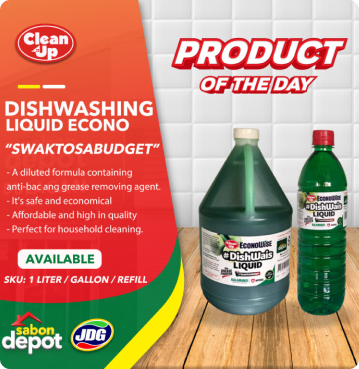 Clean
Up
PRODUCT
OF THE DAY
DISHWASHING
LIQUID ECONO
"SWAKTOSABUDGET"
- A diluted formula containing
anti-bac ang grease removing agent.
- It's safe and economical
- Affordable and high in quality
- Perfect for household cleaning.
AVAILABLE
SKU: 1 LITER / GALLON / REFILL
sabon
depot
JDG
ECONOWISE
#DishWais
LIQUID
ECONOWISE
#DishWais
LIQUID